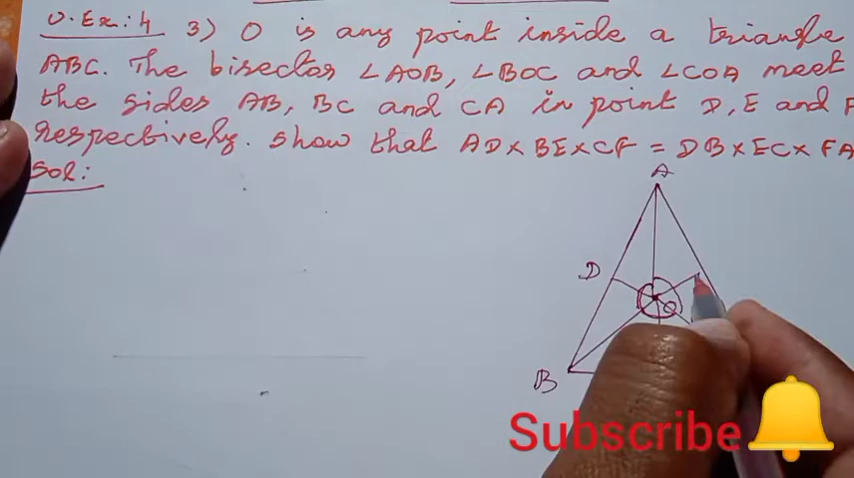 U.Ex: 4 3) O is any point inside a triangle
ABC. The bisector ∠AOB, ∠BOC and ∠COA meet
the sides AB, BC and CA in point D, E and F
respectively. Show that AD×BE×CF = DB×EC×FA
Sol:
A
D
O
B
Subscribe